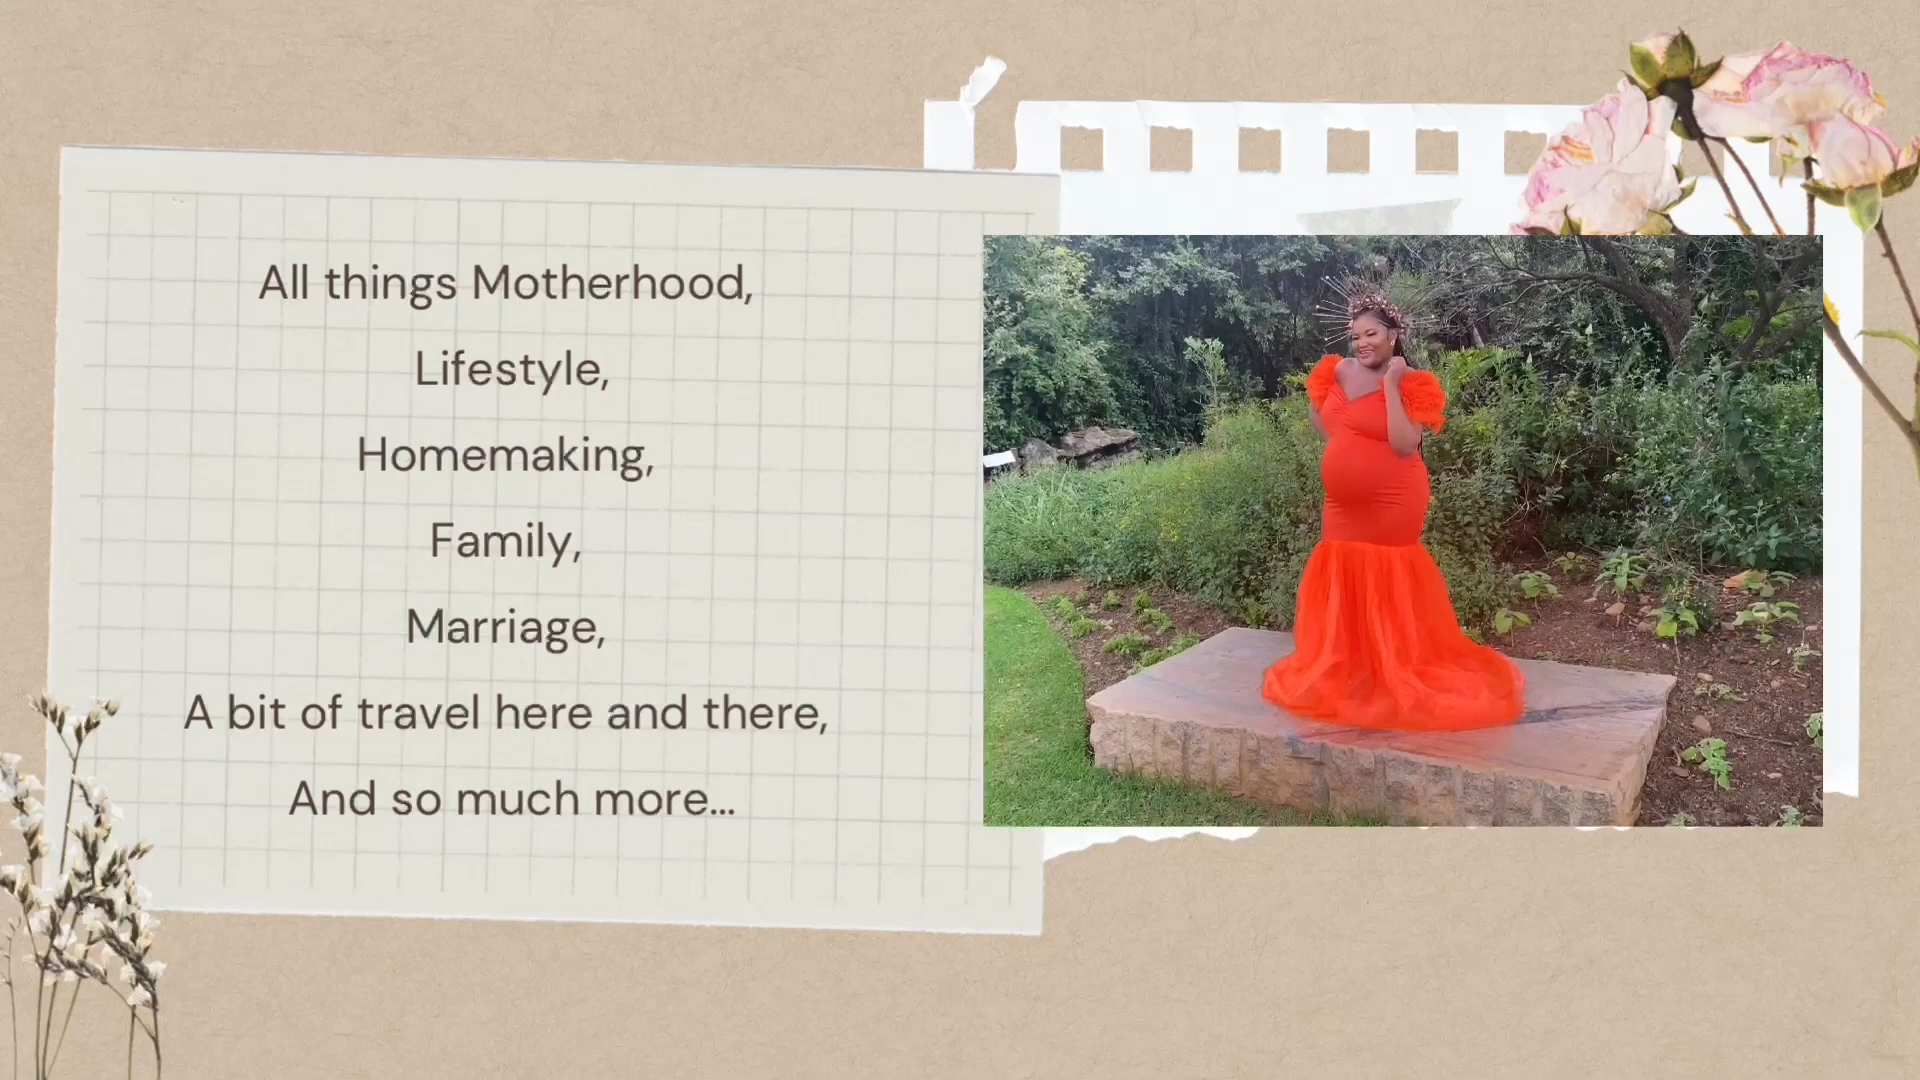 All things Motherhood,
Lifestyle,
Homemaking,
Family,
Marriage,
A bit of travel here and there,
And so much more...